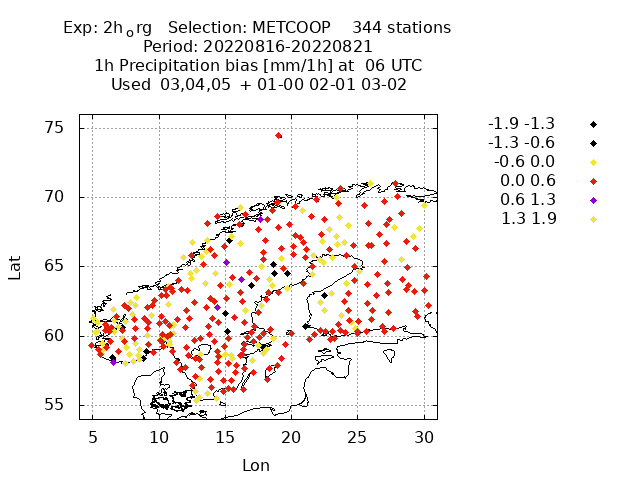 Exp: 2h_org   Selection: METCOOP    344 stations
Period: 20220816-20220821
1h Precipitation bias [mm/1h] at  06 UTC
Used  03,04,05  + 01-00 02-01 03-02
-1.9 -1.3
-1.3 -0.6
-0.6 0.0
0.0 0.6
0.6 1.3
1.3 1.9
75
70
65
60
55
Lat
5 10 15 20 25 30
Lon